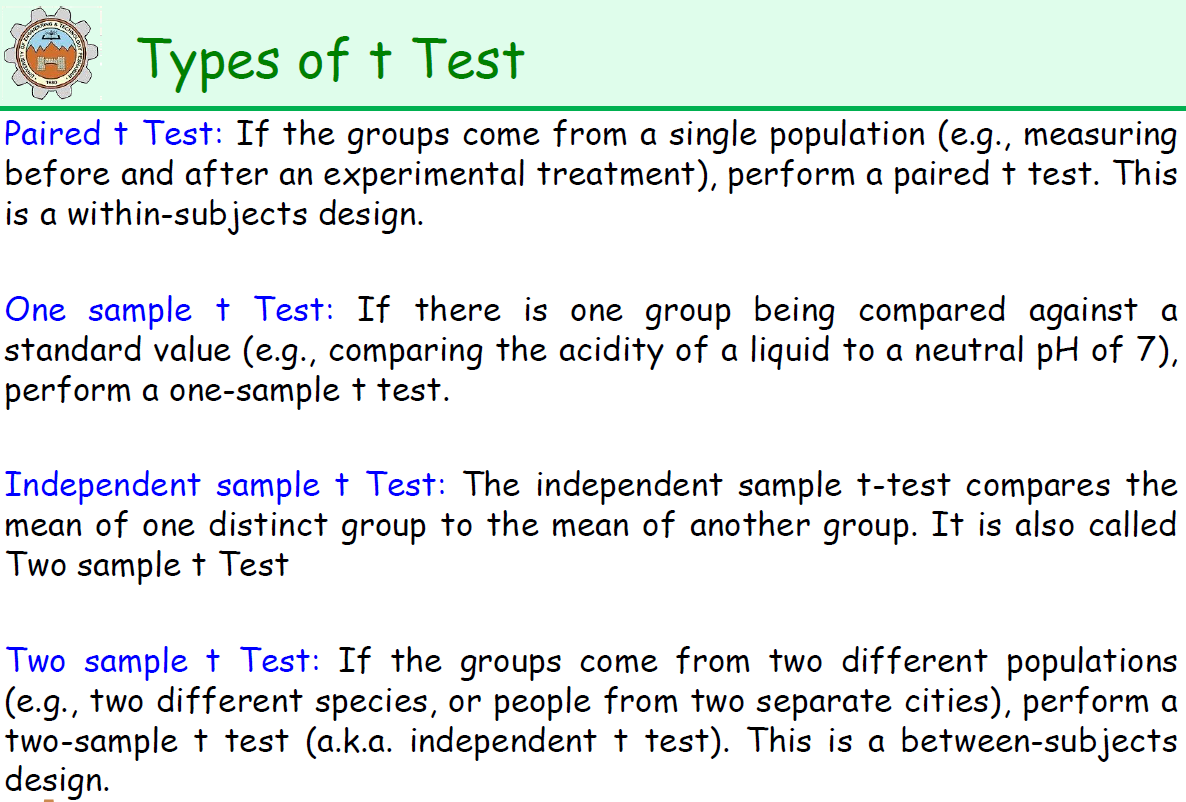 Types of t Test
Paired t Test: If the groups come from a single population (e.g., measuring
before and after an experimental treatment), perform a paired t test. This
is a within-subjects design.
One sample t Test: If there is one group being compared against a
standard value (e.g., comparing the acidity of a liquid to a neutral pH of 7),
perform a one-sample t test.
Independent sample t Test: The independent sample t-test compares the
mean of one distinct group to the mean of another group. It is also called
Two sample t Test
Two sample t Test: If the groups come from two different populations
(e.g., two different species, or people from two separate cities), perform a
two-sample t test (a.k.a. independent t test). This is a between-subjects
design.